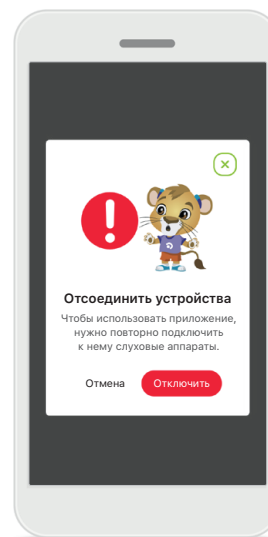 Отсоединить устройства
Чтобы использовать приложение,
нужно повторно подключить
к нему слуховые аппараты.
Отмена Отключить